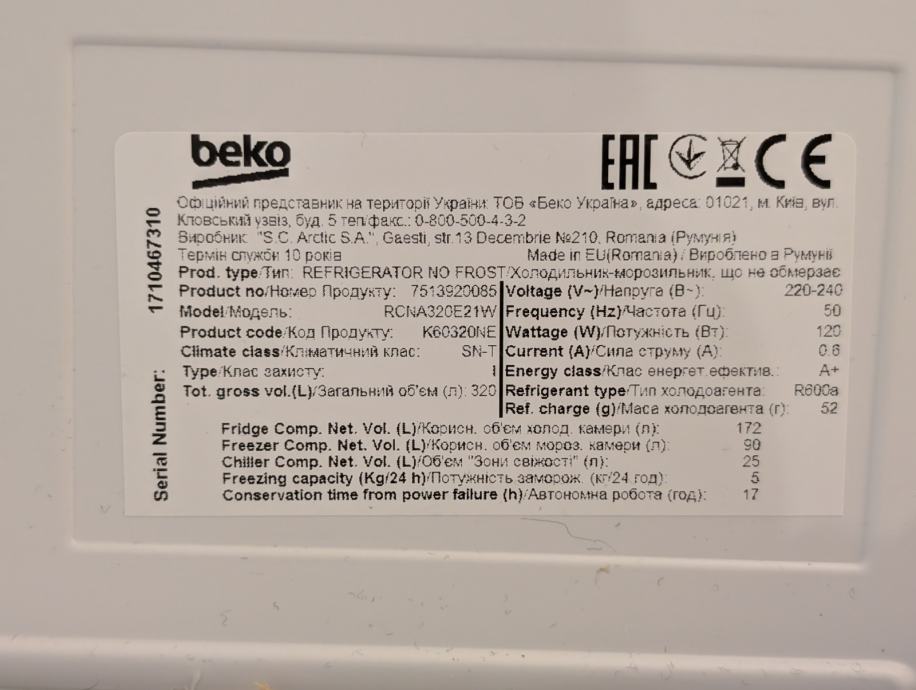 beko
EAC CE
Офіційний представник на території України: ТОВ «Беко Україна», адреса: 01021, м. Київ, вул.
Кловський узвіз, буд. 5 тел/факс.: 0-800-500-4-3-2
Виробник: "S.C. Arctic S.A.", Gaesti, str.13 Decembrie №210, Romania (Румунія)
Термін служби 10 років Made in EU(Romania) / Вироблено в Румунії
Prod. type/Тип: REFRIGERATOR NO FROST/Холодильник-морозильник, що не обмерзає
Product no/Номер Продукту: 7513920085 Voltage (V~)/Напруга (В~): 220-240
Model/Модель: RCNA320E21W Frequency (Hz)/Частота (Гц): 50
Product code/Код Продукту: K60320NE Wattage (W)/Потужність (Вт): 120
Climate class/Кліматичний клас: SN-T Current (A)/Сила струму (А): 0.6
Type/Клас захисту: I Energy class/Клас енергет.ефектив.: A+
Tot. gross vol.(L)/Загальний об'єм (л): 320 Refrigerant type/Тип холодоагента: R600a
Ref. charge (g)/Маса холодоагента (г): 52
Fridge Comp. Net. Vol. (L)/Корисн. об'єм холод. камери (л): 172
Freezer Comp. Net. Vol. (L)/Корисн. об'єм мороз. камери (л): 90
Chiller Comp. Net. Vol. (L)/Об'єм "Зони свіжості" (л): 25
Freezing capacity (Kg/24 h)/Потужність заморож. (кг/24 год): 5
Conservation time from power failure (h)/Автономна робота (год): 17
Serial Number: 1710467310